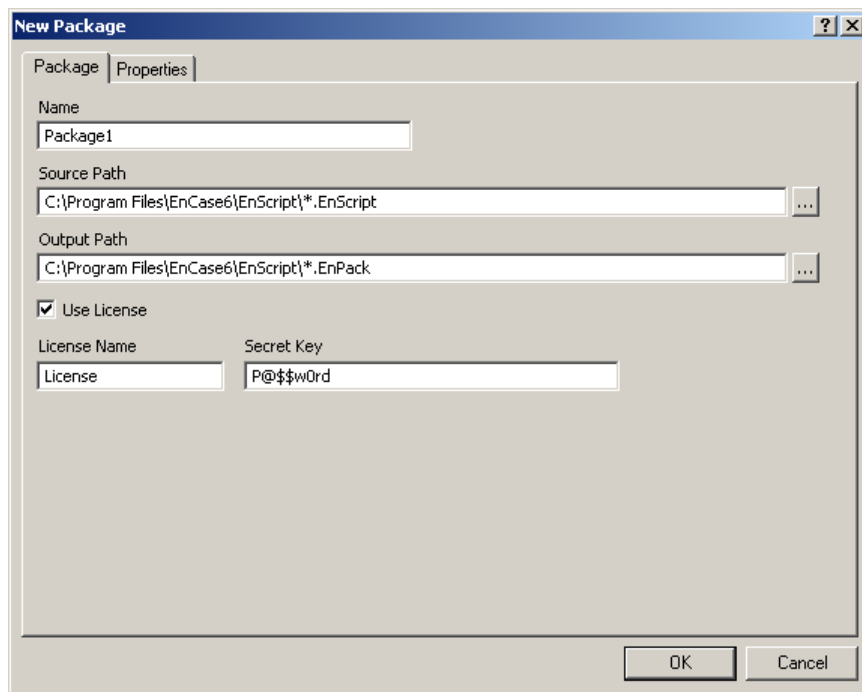 New Package
Package Properties
Name
Package1
Source Path
C:\Program Files\EnCase6\EnScript\*.EnScript
...
Output Path
C:\Program Files\EnCase6\EnScript\*.EnPack
...
Use License
License Name Secret Key
License P@$$w0rd
OK Cancel